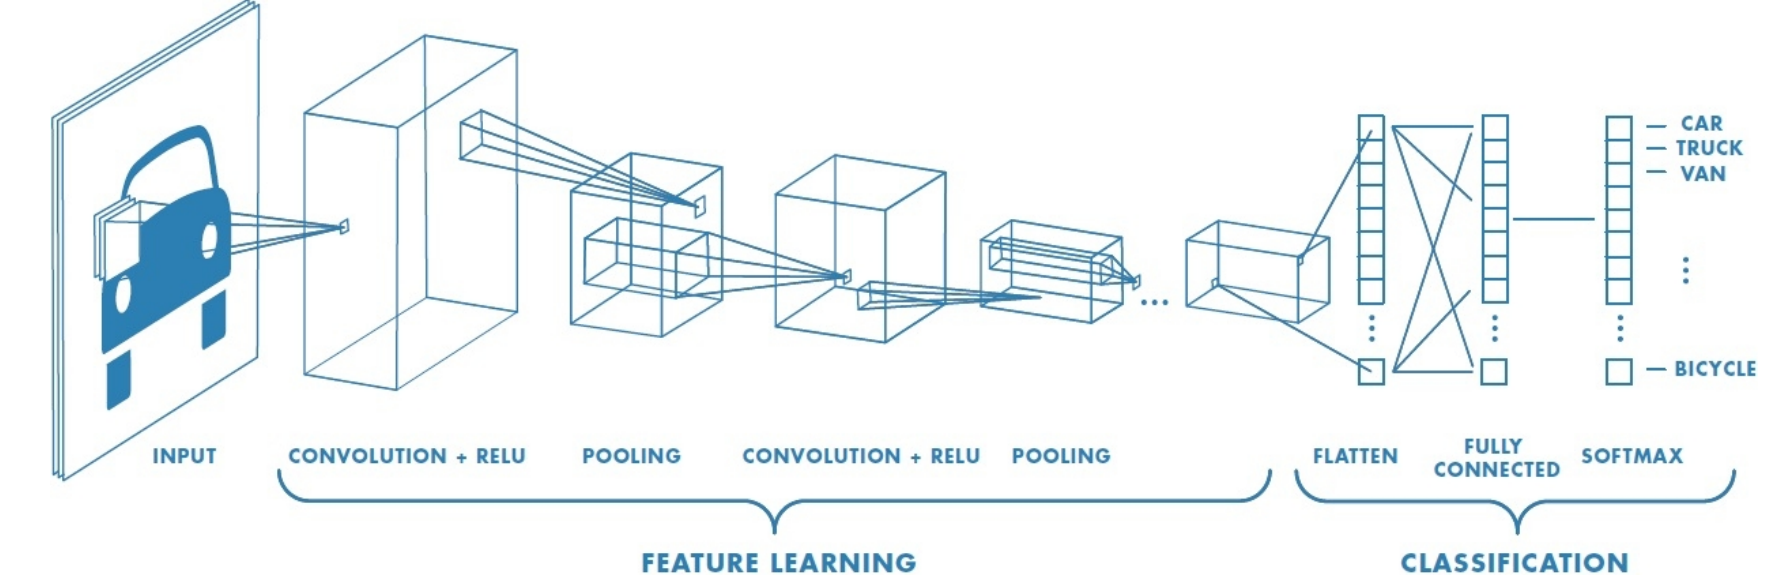 CAR
TRUCK
VAN
BICYCLE
INPUT
CONVOLUTION + RELU
POOLING
CONVOLUTION + RELU
POOLING
FLATTEN
FULLY
CONNECTED
SOFTMAX
FEATURE LEARNING
CLASSIFICATION